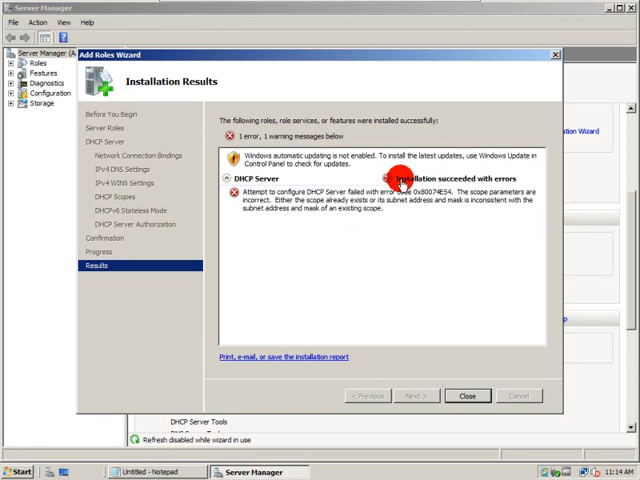 Server Manager
File Action View Help
Server Manager (A
Roles
Features
Diagnostics
Configuration
Storage
Add Roles Wizard
Installation Results
Before You Begin
Server Roles
DHCP Server
Network Connection Bindings
IPv4 DNS Settings
IPv4 WINS Settings
DHCP Scopes
DHCPv6 Stateless Mode
DHCP Server Authorization
Confirmation
Progress
Results
The following roles, role services, or features were installed successfully:
1 error, 1 warning messages below
Windows automatic updating is not enabled. To install the latest updates, use Windows Update in
Control Panel to check for updates.
DHCP Server
Installation succeeded with errors
Attempt to configure DHCP Server failed with error code 0x80074E54. The scope parameters are
incorrect. Either the scope already exists or its subnet address and mask is inconsistent with the
subnet address and mask of an existing scope.
Print, e-mail, or save the installation report
< Previous Next > Close Cancel
ation Wizard
DHCP Server Tools
Refresh disabled while wizard in use
Start
Untitled - Notepad
Server Manager
11:14 AM